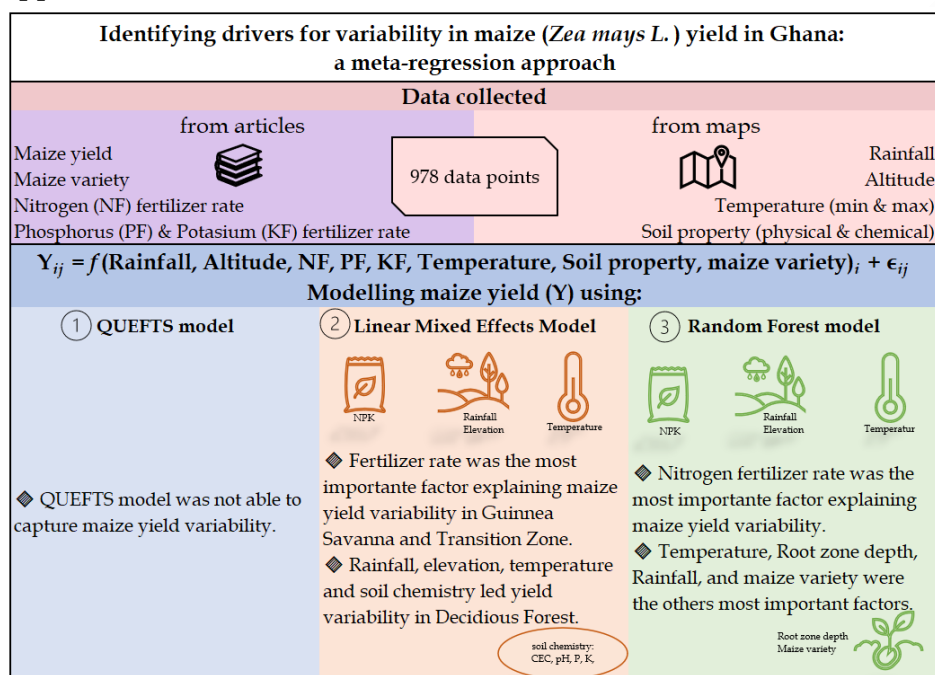 Identifying drivers for variability in maize (Zea mays L.) yield in Ghana:
a meta-regression approach
Data collected
from articles
Maize yield
Maize variety
Nitrogen (NF) fertilizer rate
Phosphorus (PF) & Potasium (KF) fertilizer rate
978 data points
from maps
Rainfall
Altitude
Temperature (min & max)
Soil property (physical & chemical)
Y_{ij} = f(Rainfall, Altitude, NF, PF, KF, Temperature, Soil property, maize variety)_i + ϵ_{ij}
Modelling maize yield (Y) using:
1 QUEFTS model
◈ QUEFTS model was not able to
capture maize yield variability.
2 Linear Mixed Effects Model
NPK
Rainfall
Elevation
Temperature
◈ Fertilizer rate was the most
importante factor explaining maize
yield variability in Guinnea
Savanna and Transition Zone.
◈ Rainfall, elevation, temperature
and soil chemistry led yield
variability in Decidious Forest.
soil chemistry:
CEC, pH, P, K,
3 Random Forest model
NPK
Rainfall
Elevation
Temperatur
◈ Nitrogen fertilizer rate was the
most importante factor explaining
maize yield variability.
◈ Temperature, Root zone depth,
Rainfall, and maize variety were
the others most important factors.
Root zone depth
Maize variety